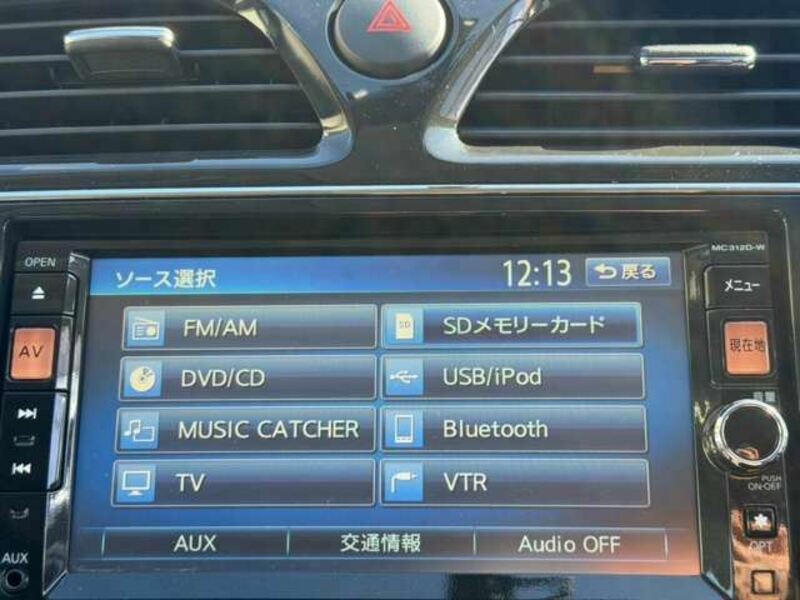 OPEN
MC312D-W
ソース選択
12:13
戻る
メニュー
AV
現在地
FM/AM
SDメモリーカード
SD
DVD/CD
USB/iPod
MUSIC CATCHER
Bluetooth
TV
VTR
PUSH
ON・OFF
OPT
AUX
交通情報
Audio OFF
AUX